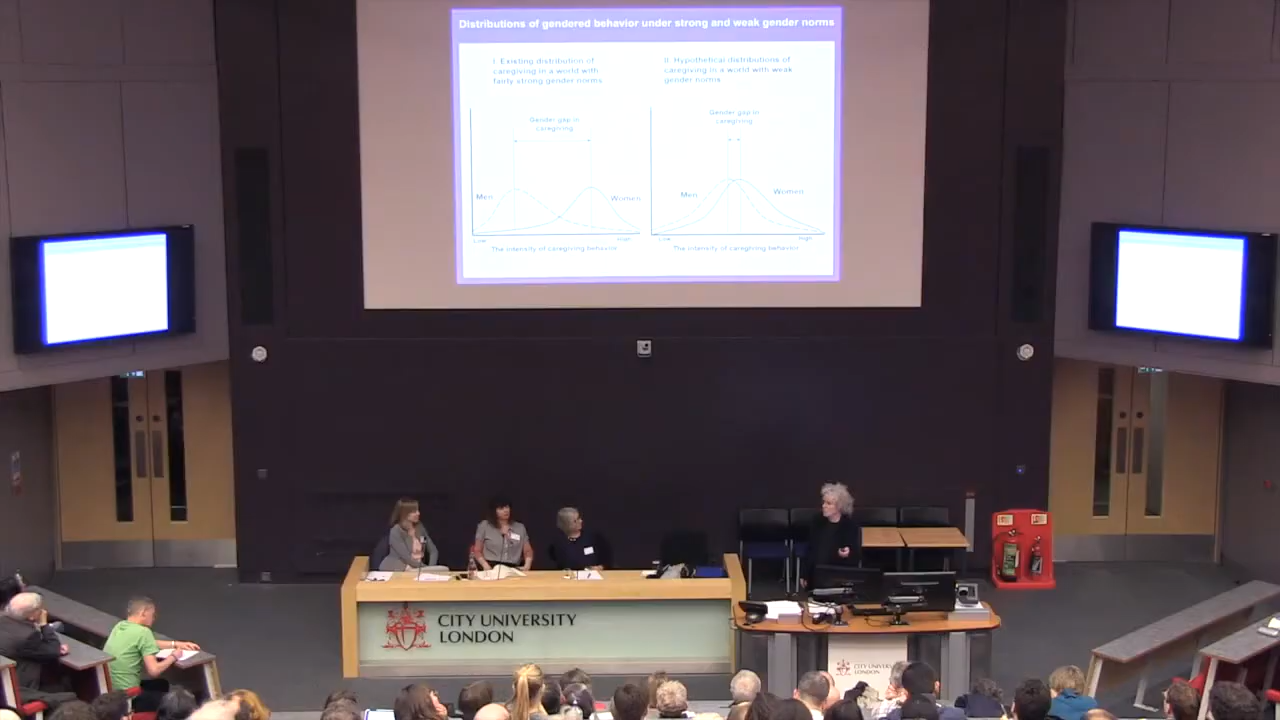 Distributions of gendered behavior under strong and weak gender norms
I. Existing distribution of
caregiving in a world with
fairly strong gender norms
II. Hypothetical distributions of
caregiving in a world with weak
gender norms
Gender gap in
caregiving
Gender gap in
caregiving
Men
Women
Men
Women
Low
High
Low
High
The intensity of caregiving behavior
The intensity of caregiving behavior
CITY UNIVERSITY
LONDON
CITY UNIVERSITY
LONDON